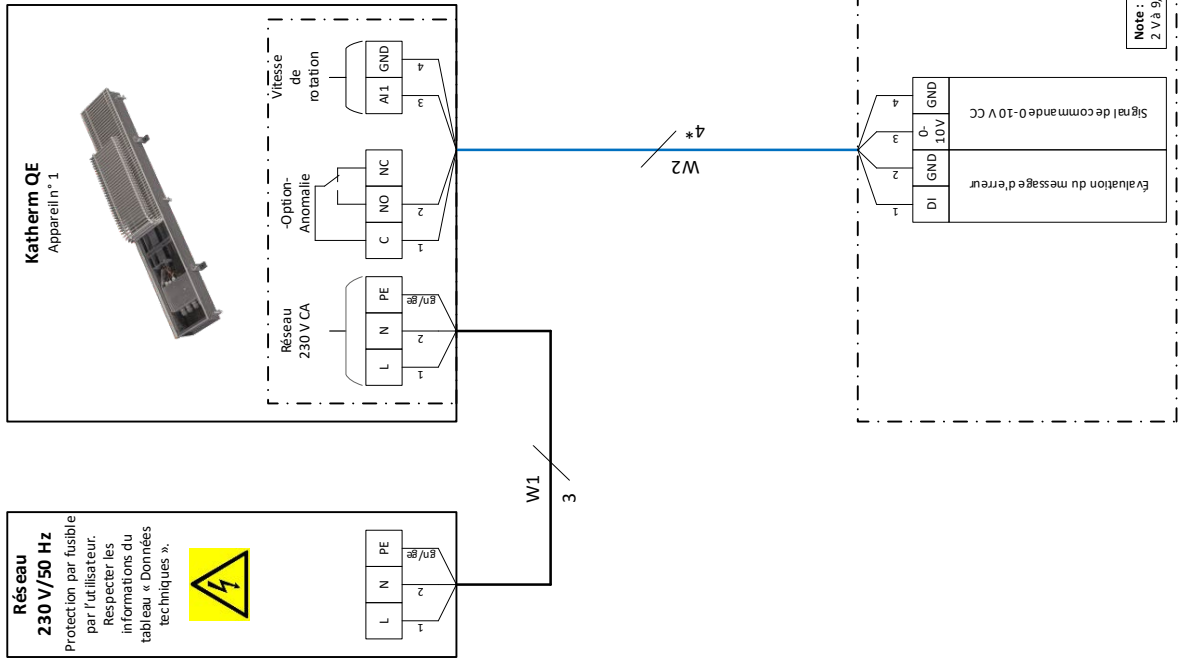 Réseau
230 V/50 Hz
Protection par fusible
par l'utilisateur.
Respecter les
informations du
tableau « Données
techniques ».
L N PE
1 2 gn/ge
W1
3
Katherm QE
Appareil n° 1
Réseau
230 V CA
L N PE
1 2 gn/ge
-Option-
Anomalie
C NO NC
1 2
Vitesse
de
rotation
AI1 GND
3 4
W2
4*
1 2 3 4
DI GND 0-
10 V GND
Évaluation du message d'erreur
Signal de commande 0-10 V CC
Note :
2 V à 9,